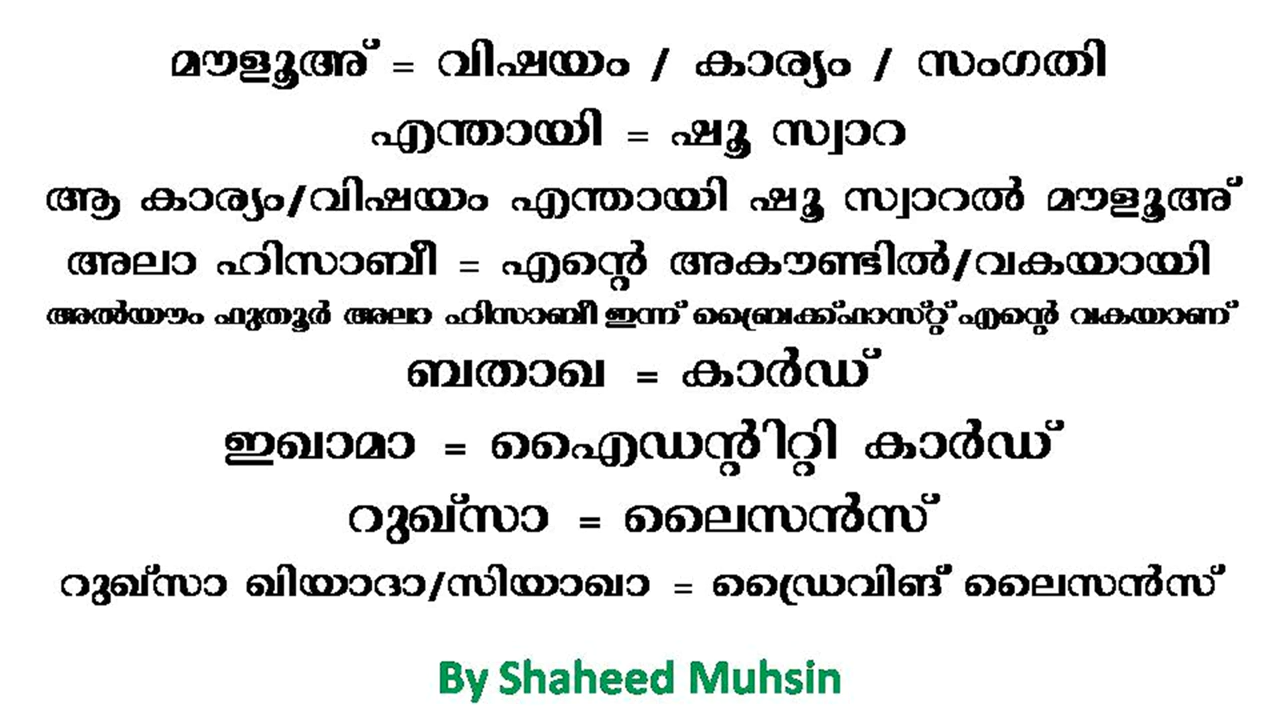 മൗളൂഅ് = വിഷയം / കാര്യം / സംഗതി
എന്തായി = ഷൂ സ്വാറ
ആ കാര്യം/വിഷയം എന്തായി ഷൂ സ്വാറൽ മൗളൂഅ്
അലാ ഹിസാബീ = എന്റെ അകൗണ്ടിൽ/വകയായി
അൽയൗം ഫുതൂർ അലാ ഹിസാബീ ഇന്ന് ബ്രൈക്ക്ഫാസ്റ്റ് എന്റെ വകയാണ്
ബതാഖ = കാർഡ്
ഇഖാമാ = ഐഡന്റിറ്റി കാർഡ്
റുഖ്സാ = ലൈസൻസ്
റുഖ്സാ ഖിയാദാ/സിയാഖാ = ഡ്രൈവിങ് ലൈസൻസ്
By Shaheed Muhsin